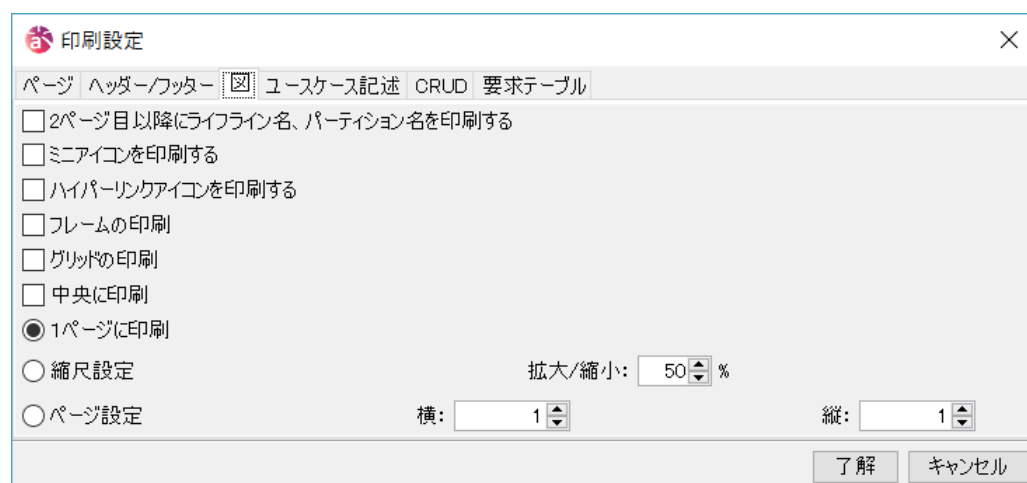 印刷設定
ページ ヘッダー/フッター 図 ユースケース記述 CRUD 要求テーブル
2ページ目以降にライフライン名、パーティション名を印刷する
ミニアイコンを印刷する
ハイパーリンクアイコンを印刷する
フレームの印刷
グリッドの印刷
中央に印刷
1ページに印刷
縮尺設定 拡大/縮小: 50 %
ページ設定 横: 1 縦: 1
了解 キャンセル